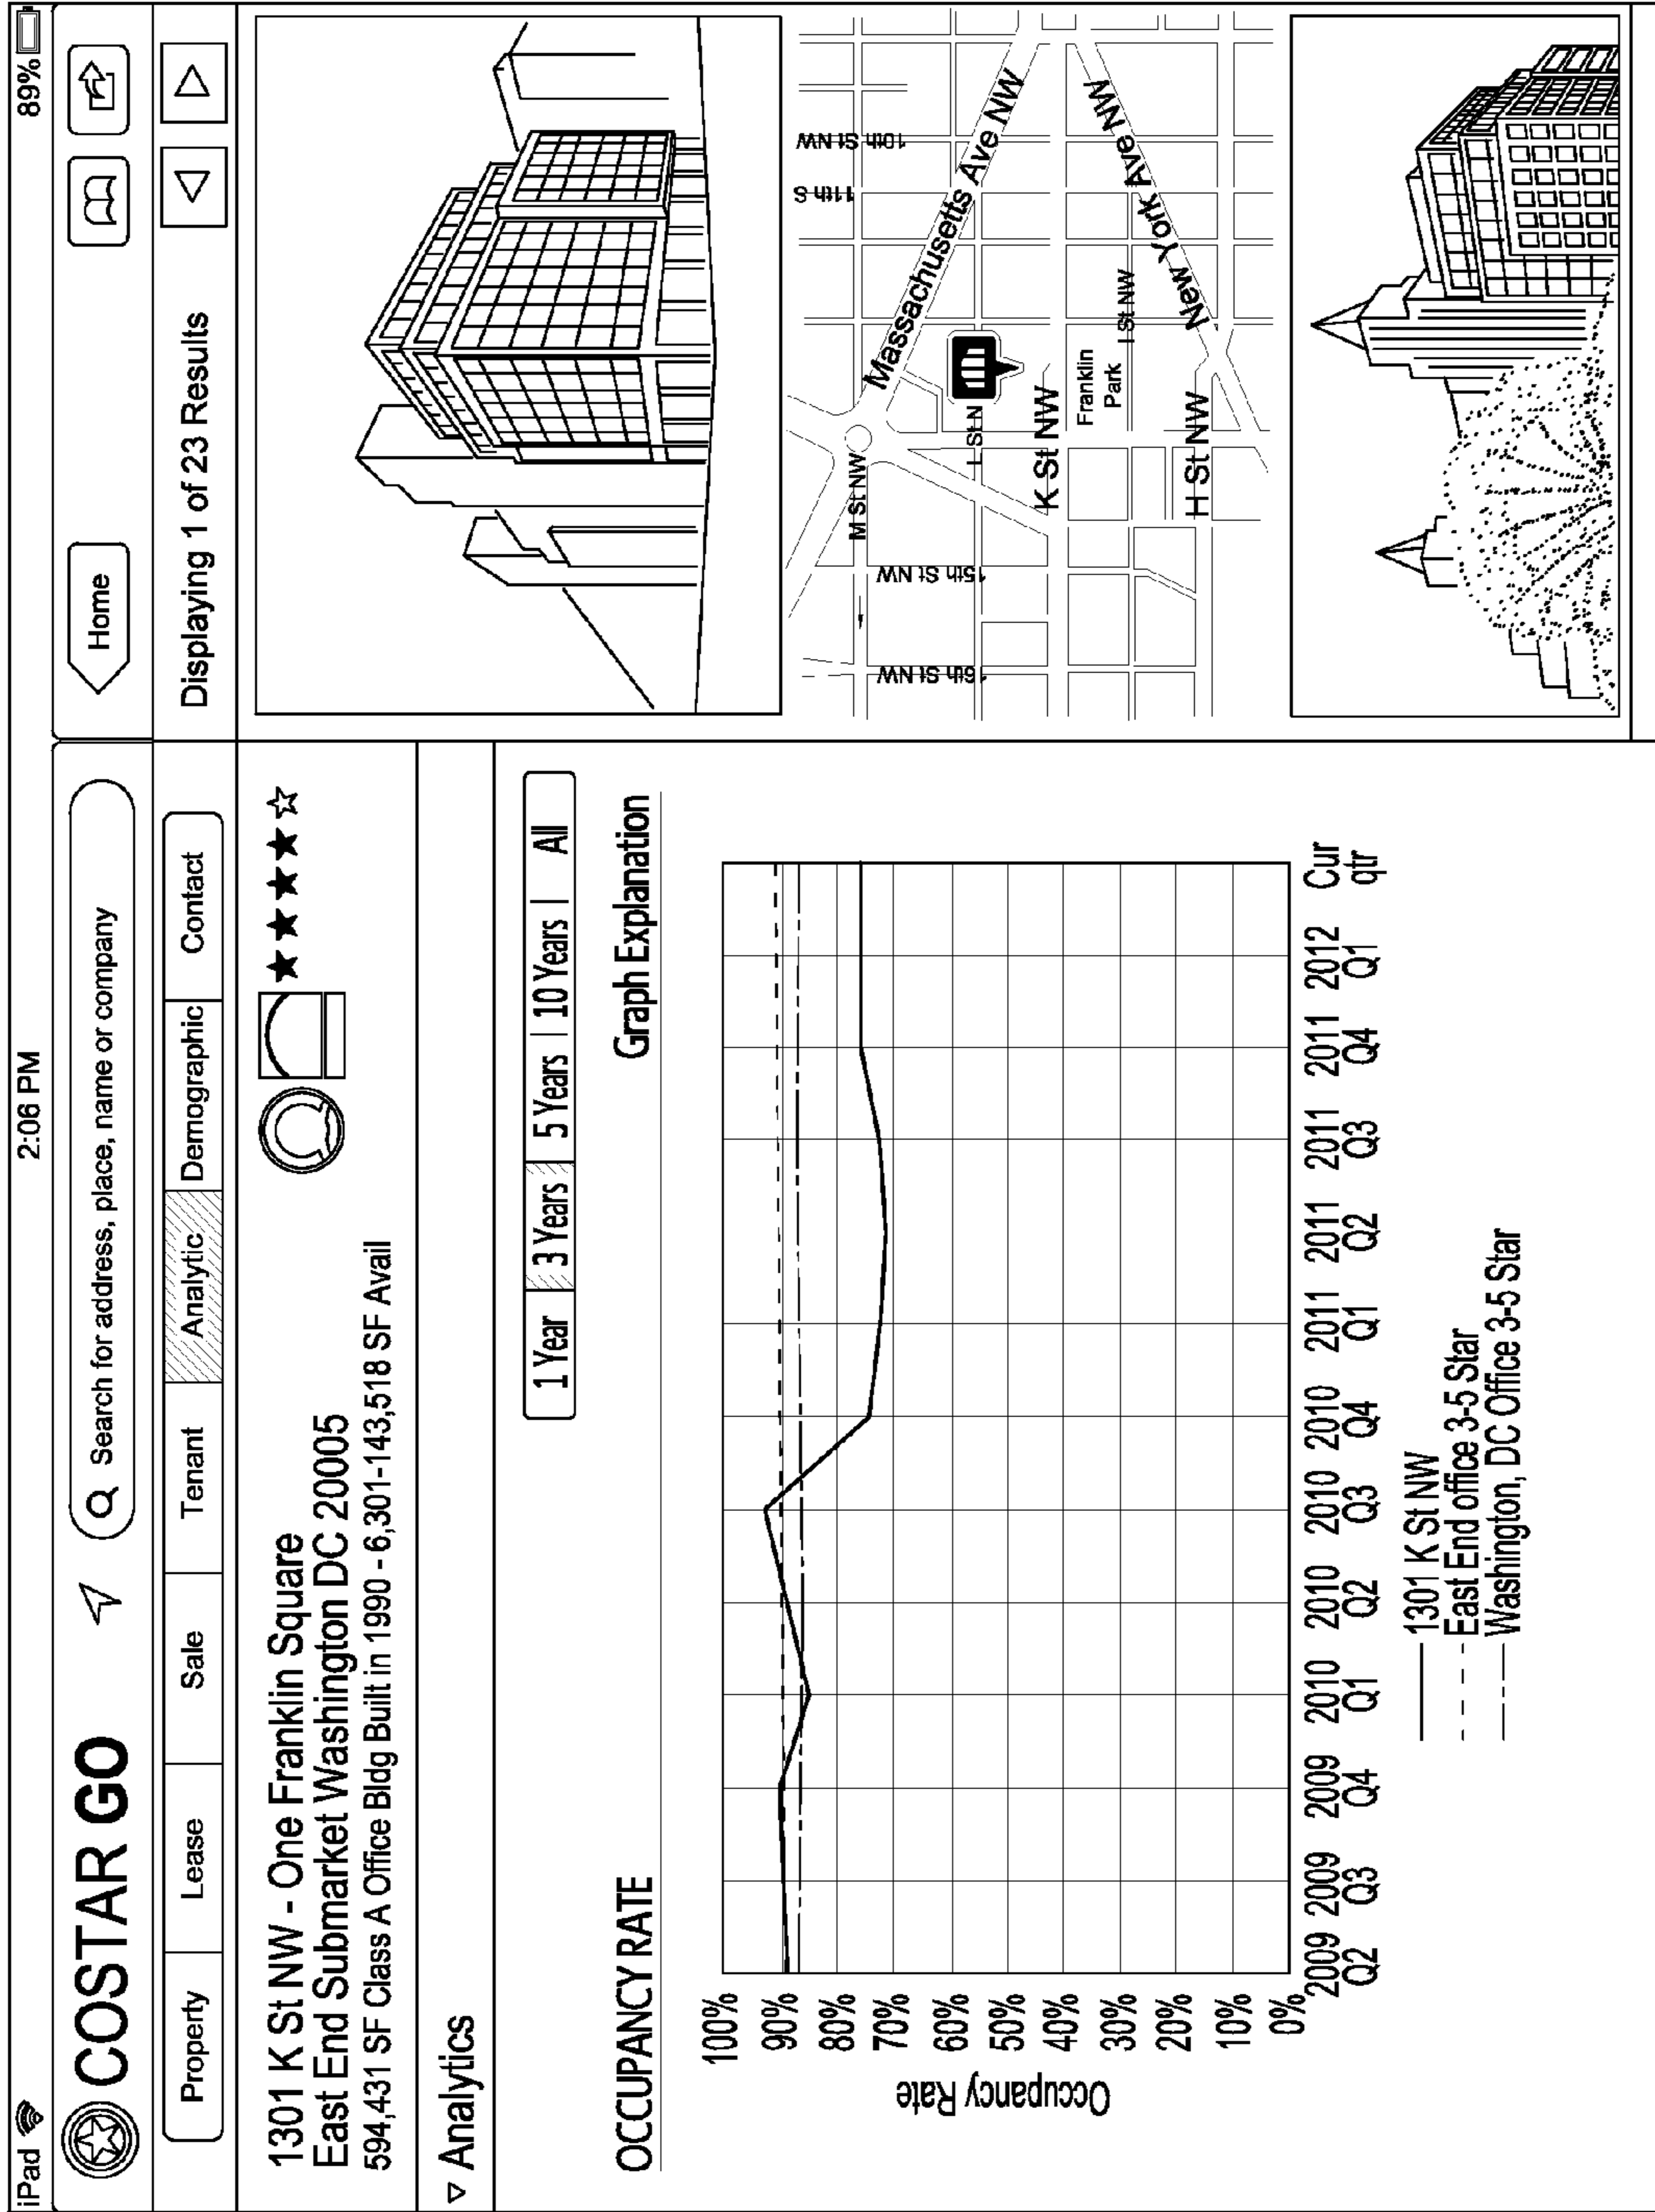 iPad 2:06 PM 89%
COSTAR GO
Search for address, place, name or company
Home
Property Lease Sale Tenant Analytic Demographic Contact
Displaying 1 of 23 Results
1301 K St NW - One Franklin Square
East End Submarket Washington DC 20005
594,431 SF Class A Office Bldg Built in 1990 - 6,301-143,518 SF Avail
Analytics
1 Year | 3 Years | 5 Years | 10 Years | All
OCCUPANCY RATE
Graph Explanation
Occupancy Rate
100%
90%
80%
70%
60%
50%
40%
30%
20%
10%
0%
2009 2009 2009 2010 2010 2010 2010 2011 2011 2011 2011 2012 Cur
Q2 Q3 Q4 Q1 Q2 Q3 Q4 Q1 Q2 Q3 Q4 Q1 qtr
1301 K St NW
East End office 3-5 Star
Washington, DC Office 3-5 Star
10th St NW
11th S
Massachusetts Ave NW
M St NW
15th St NW
16th St NW
L St N
K St NW
Franklin
Park
I St NW
New York Ave NW
H St NW